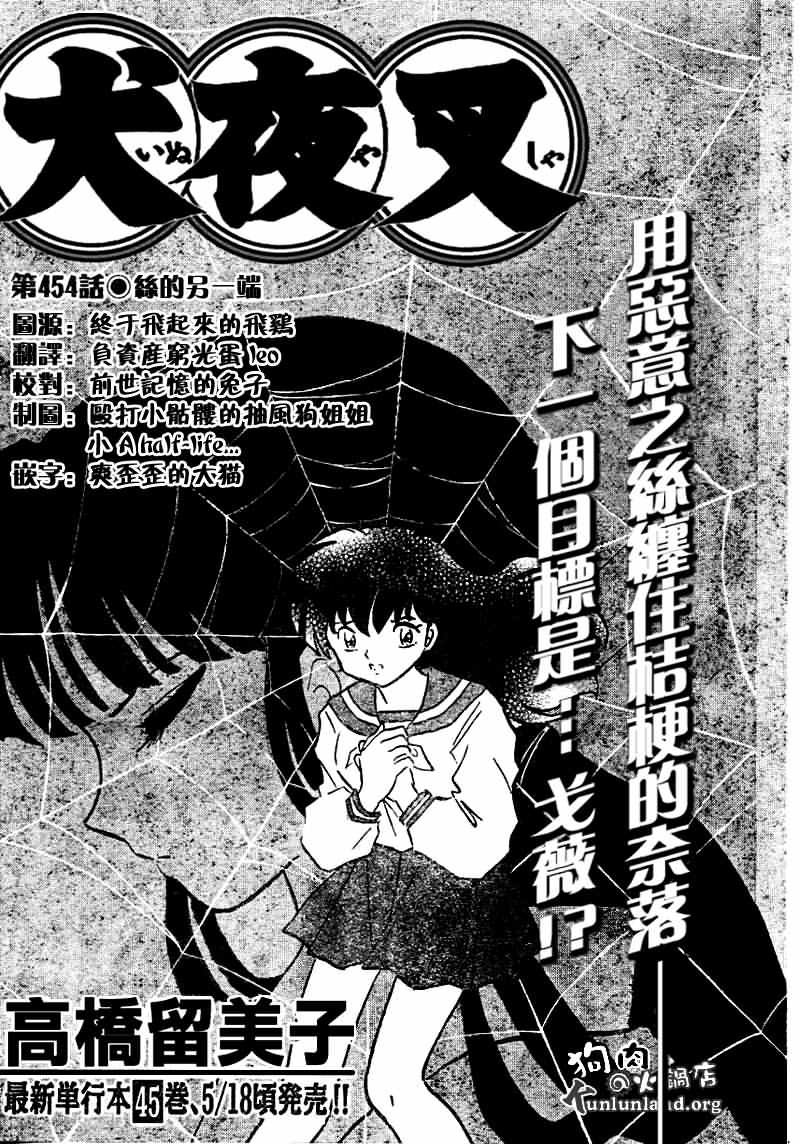 犬夜叉
いぬ や しゃ
第454話●絲的另一端
圖源：終于飛起來的飛鷄
翻譯：負資産窮光蛋leo
校對：前世記憶的兔子
制圖：毆打小骷髏的抽風狗姐姐
小A half-life...
嵌字：爽歪歪的大猫
用惡意之絲纏住桔梗的奈落——
下一個目標是…戈薇!?
高橋留美子
最新単行本45巻、5/18頃発売!!
狗肉の火鍋店
kunlunland.org